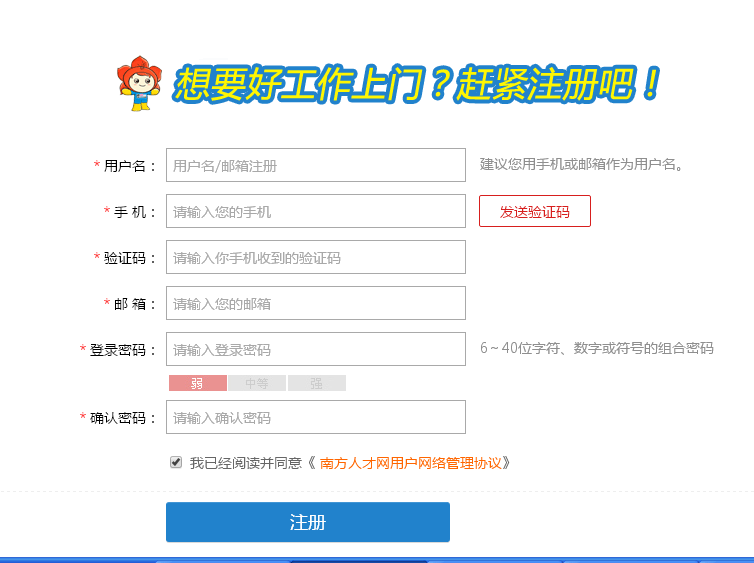 想要好工作上门？赶紧注册吧！
* 用户名： 用户名/邮箱注册 建议您用手机或邮箱作为用户名。
* 手 机： 请输入您的手机 发送验证码
* 验证码： 请输入你手机收到的验证码
* 邮 箱： 请输入您的邮箱
* 登录密码： 请输入登录密码 6～40位字符、数字或符号的组合密码
弱 中等 强
* 确认密码： 请输入确认密码
我已经阅读并同意《 南方人才网用户网络管理协议》
注册